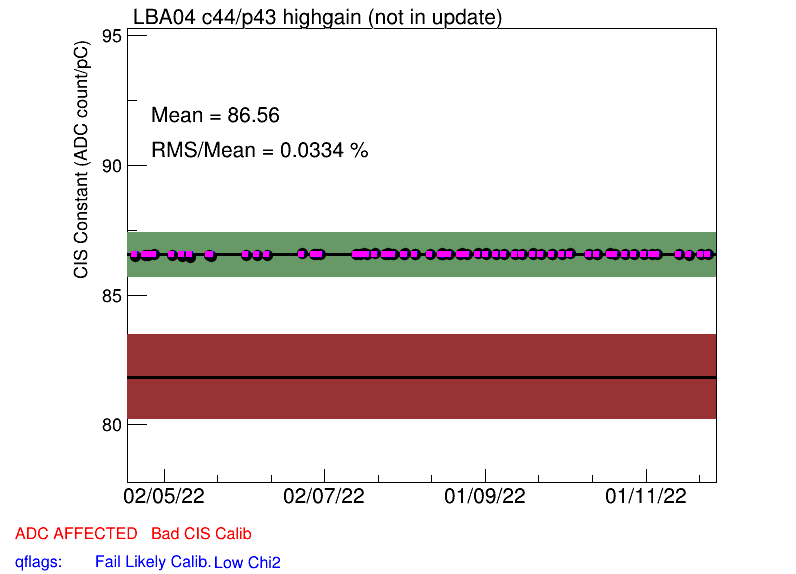 LBA04 c44/p43 highgain (not in update)
CIS Constant (ADC count/pC)
95
Mean = 86.56
RMS/Mean = 0.0334 %
90
85
80
02/05/22 02/07/22 01/09/22 01/11/22
ADC AFFECTED Bad CIS Calib
qflags: Fail Likely Calib. Low Chi2